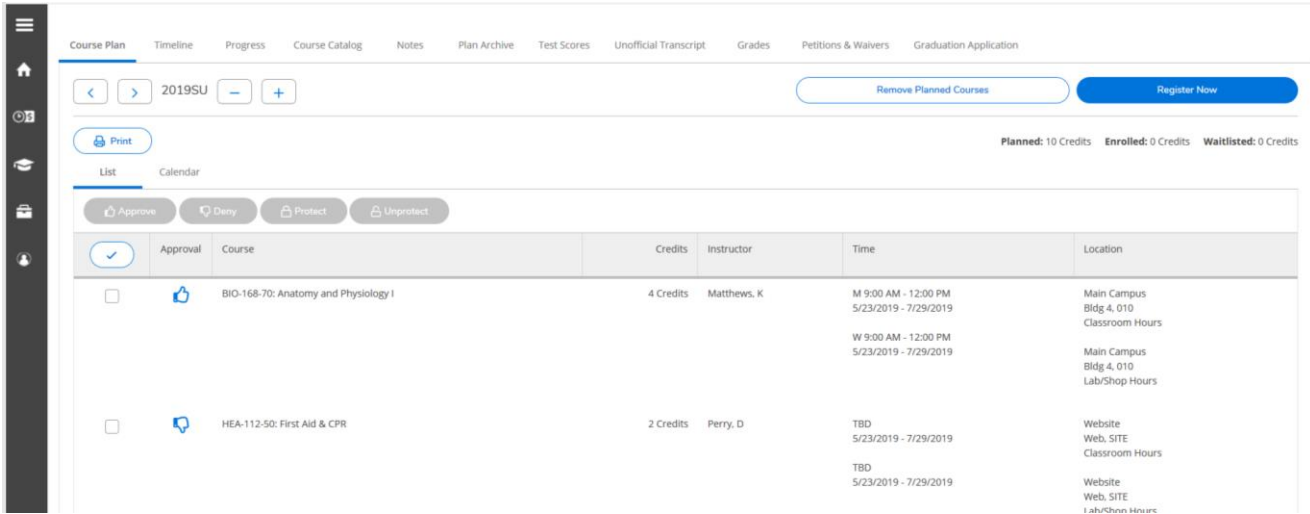 Course Plan Timeline Progress Course Catalog Notes Plan Archive Test Scores Unofficial Transcript Grades Petitions & Waivers Graduation Application
2019SU Remove Planned Courses Register Now
Print Planned: 10 Credits Enrolled: 0 Credits Waitlisted: 0 Credits
List Calendar
Approve Deny Protect Unprotect
Approval Course Credits Instructor Time Location
BIO-168-70: Anatomy and Physiology I 4 Credits Matthews, K M 9:00 AM - 12:00 PM Main Campus
5/23/2019 - 7/29/2019 Bldg 4, 010
Classroom Hours
W 9:00 AM - 12:00 PM
5/23/2019 - 7/29/2019 Main Campus
Bldg 4, 010
Lab/Shop Hours
HEA-112-50: First Aid & CPR 2 Credits Perry, D TBD Website
5/23/2019 - 7/29/2019 Web, SITE
Classroom Hours
TBD
5/23/2019 - 7/29/2019 Website
Web, SITE
Lab/Shop Hours